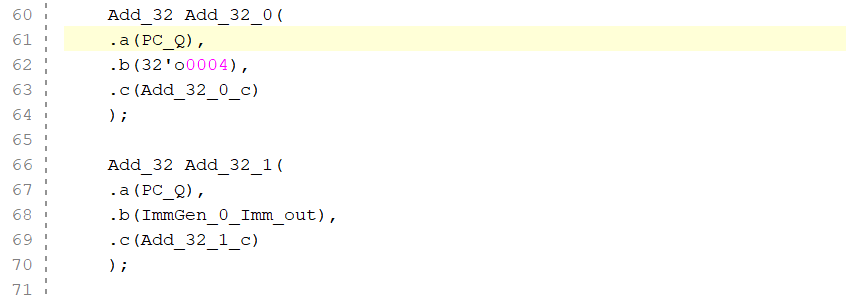 60 Add_32 Add_32_0(
61 .a(PC_Q),
62 .b(32'o0004),
63 .c(Add_32_0_c)
64 );
65
66 Add_32 Add_32_1(
67 .a(PC_Q),
68 .b(ImmGen_0_Imm_out),
69 .c(Add_32_1_c)
70 );
71